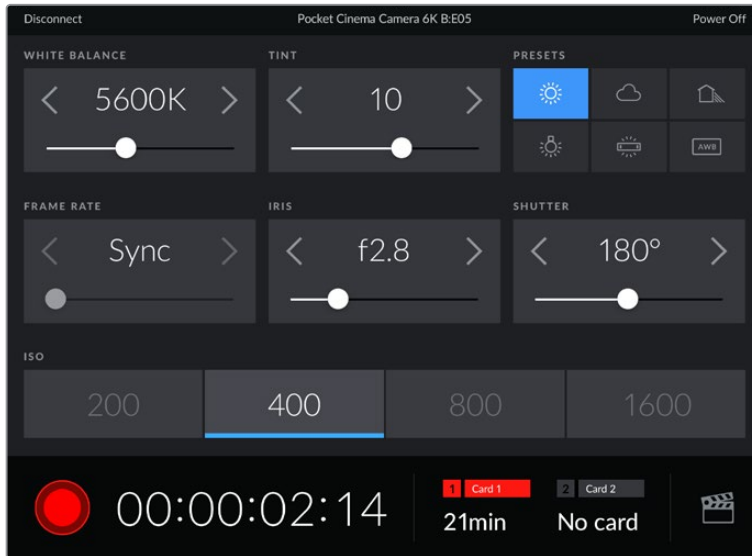 Disconnect Pocket Cinema Camera 6K B:E05 Power Off
WHITE BALANCE TINT PRESETS
5600K 10
AWB
FRAME RATE IRIS SHUTTER
Sync f2.8 180°
ISO
200 400 800 1600
00:00:02:14
1 Card 1 2 Card 2
21min No card